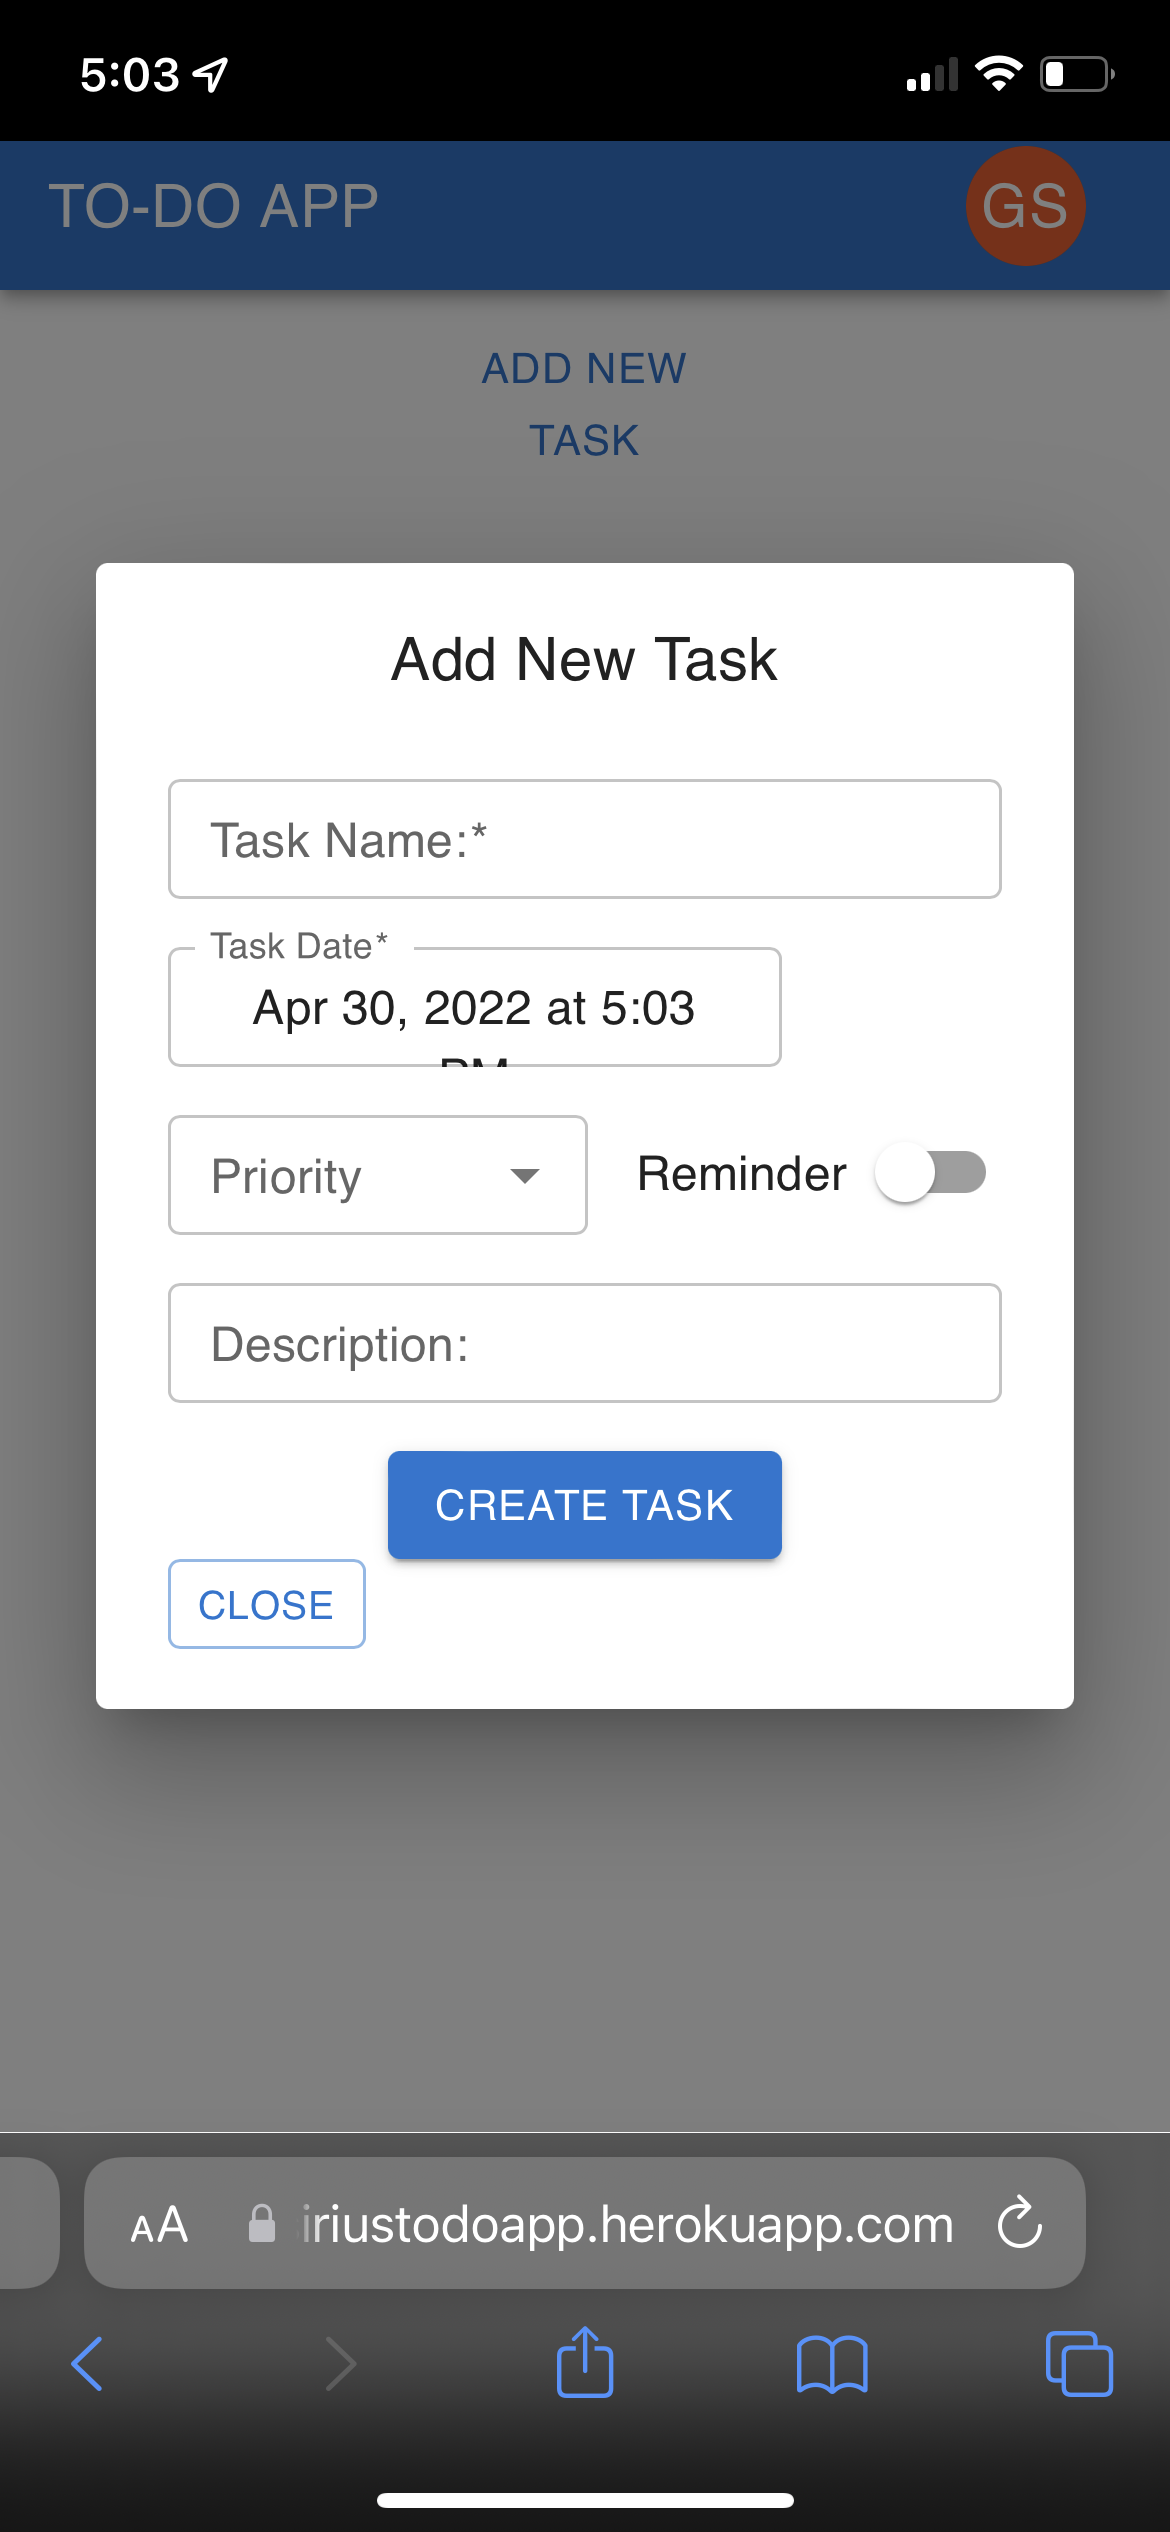 5:03
TO-DO APP
GS
ADD NEW
TASK
Add New Task
Task Name:*
Task Date*
Apr 30, 2022 at 5:03
PM
Priority
Reminder
Description:
CREATE TASK
CLOSE
AA
iriustodoapp.herokuapp.com